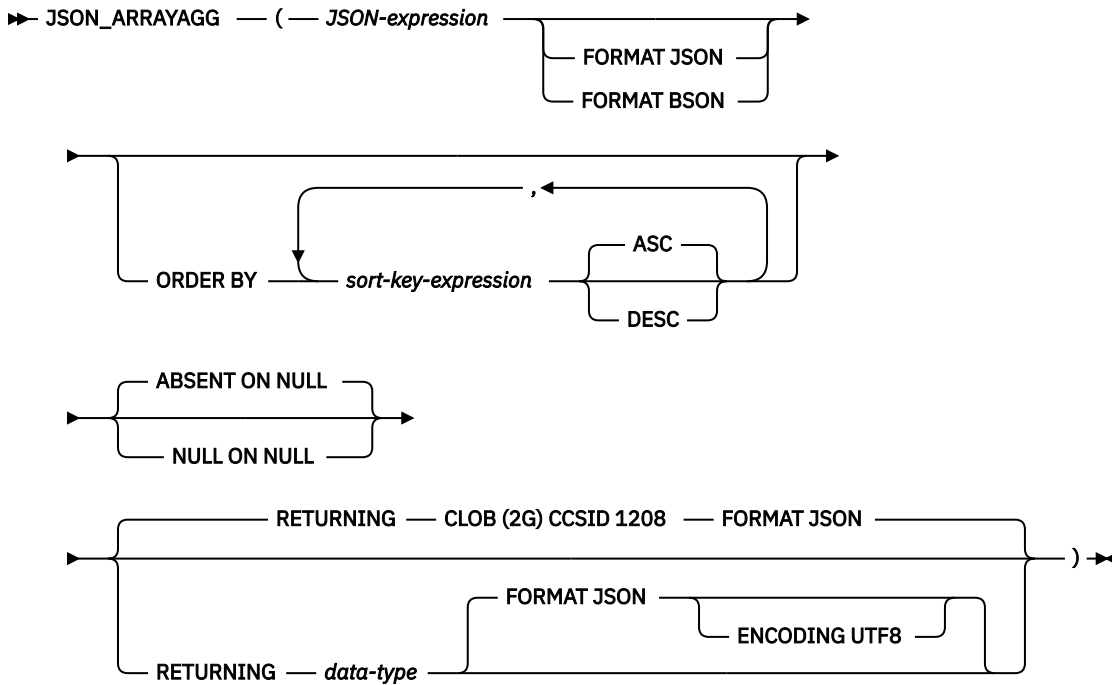 JSON_ARRAYAGG ( JSON-expression
FORMAT JSON
FORMAT BSON
,
ASC
ORDER BY sort-key-expression
DESC
ABSENT ON NULL
NULL ON NULL
RETURNING CLOB (2G) CCSID 1208 FORMAT JSON
)
FORMAT JSON
ENCODING UTF8
RETURNING data-type